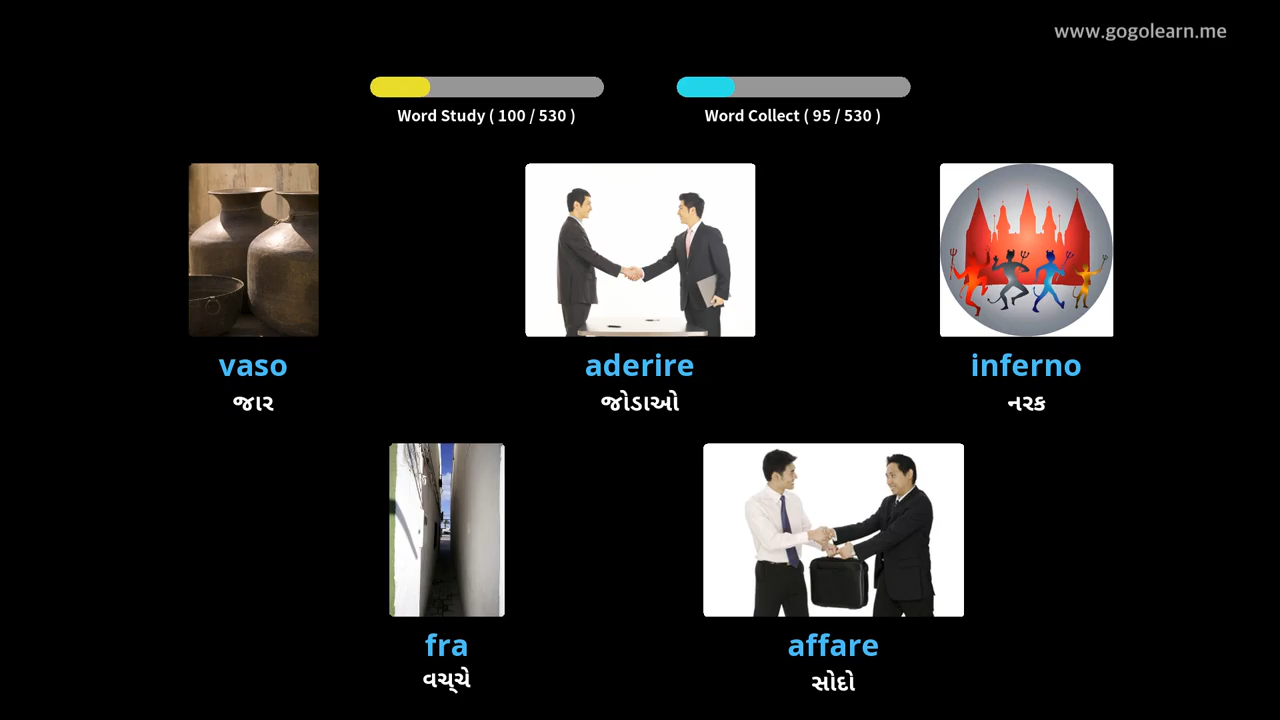 www.gogolearn.me
Word Study ( 100 / 530 )
Word Collect ( 95 / 530 )
vaso
જાર
aderire
જોડાઓ
inferno
નરક
fra
વચ્ચે
affare
સોદો